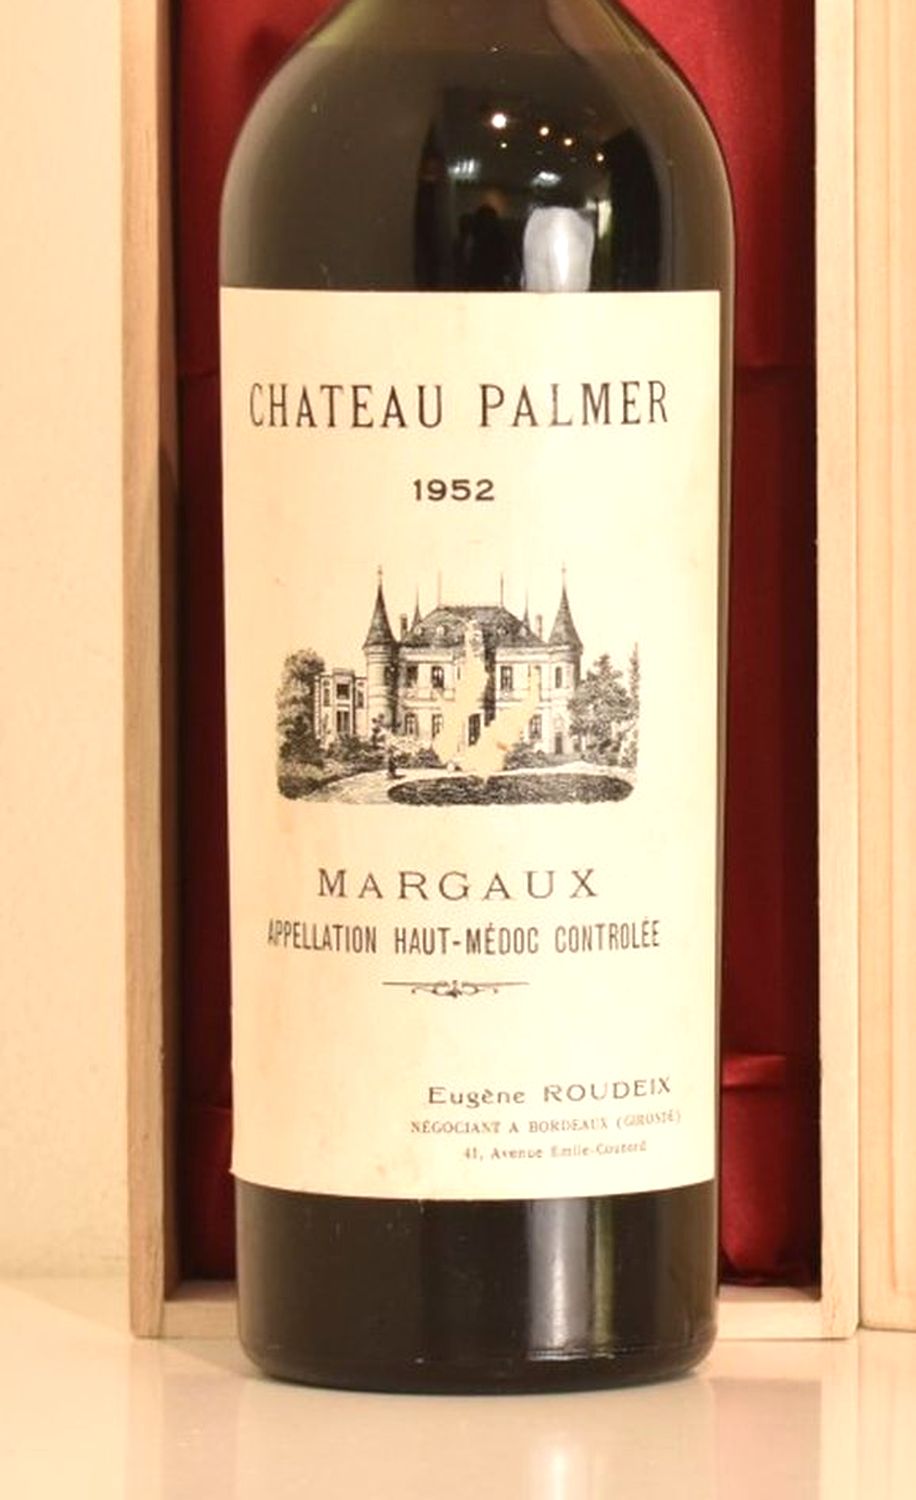 CHATEAU PALMER
1952
MARGAUX
APPELLATION HAUT-MÉDOC CONTROLÉE
Eugène ROUDEIX
NÉGOCIANT A BORDEAUX (GIRONDE)
41, Avenue Emile-Counord